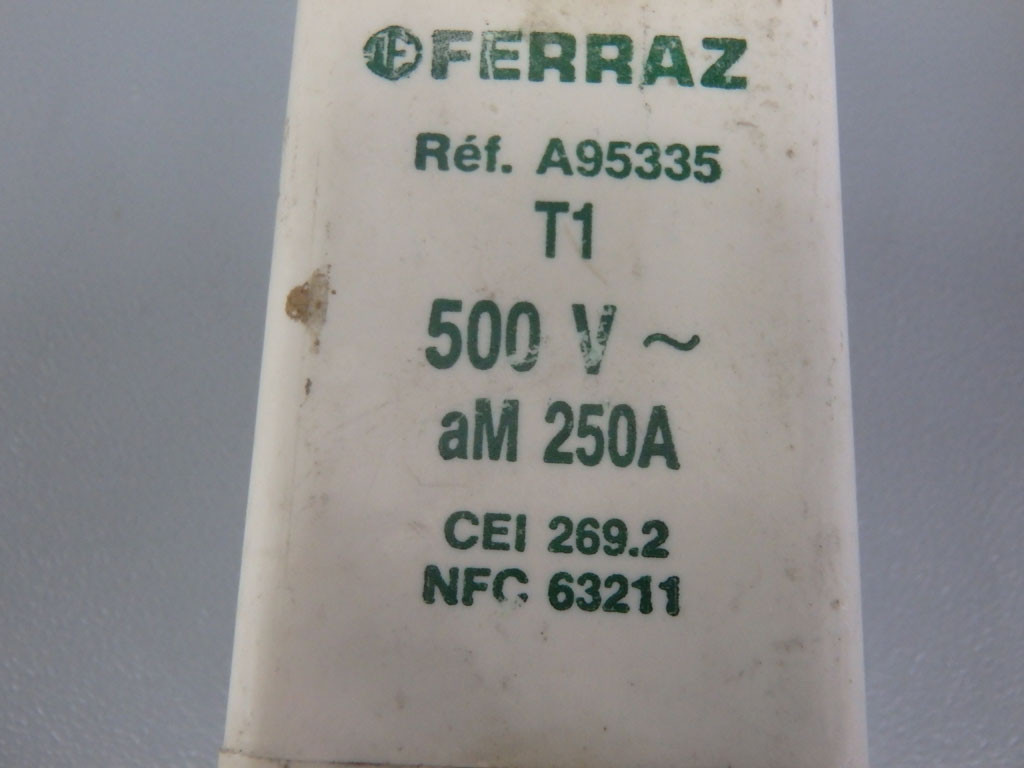 FERRAZ
Réf. A95335
T1
500 V ~
aM 250A
CEI 269.2
NFC 63211